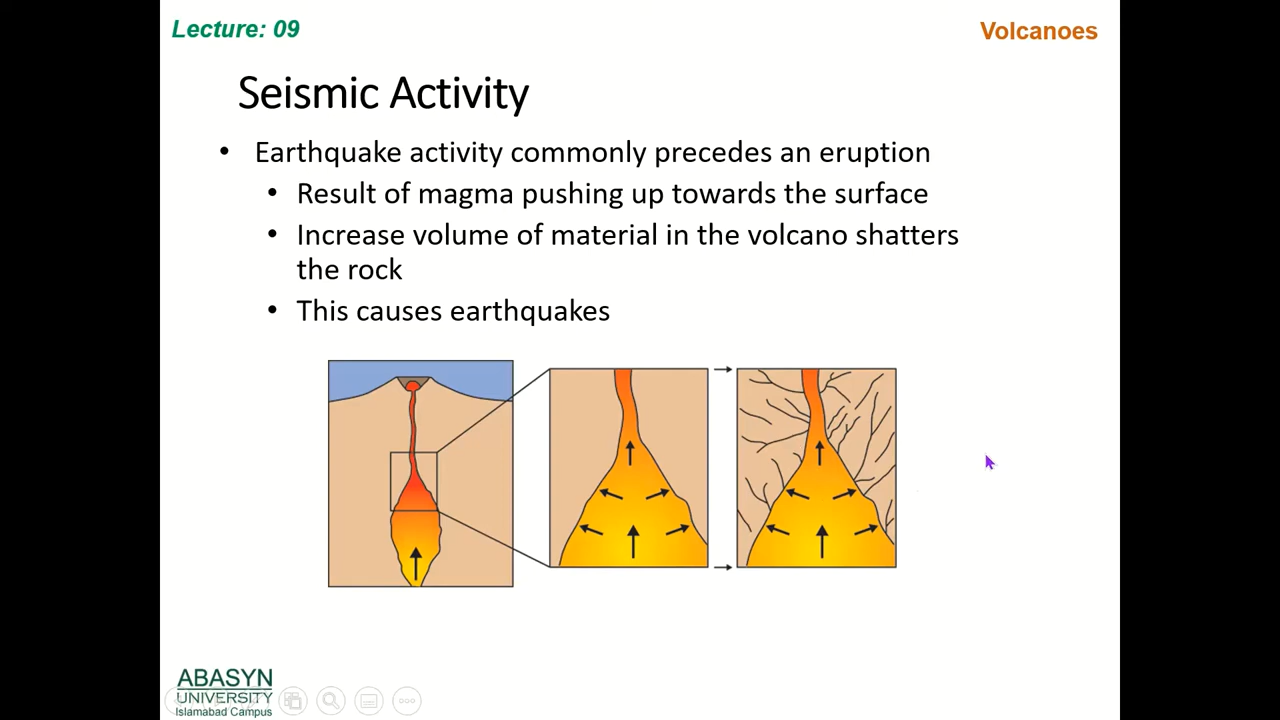 Lecture: 09
Volcanoes
Seismic Activity
• Earthquake activity commonly precedes an eruption
• Result of magma pushing up towards the surface
• Increase volume of material in the volcano shatters
the rock
• This causes earthquakes
ABASYN
UNIVERSITY
Islamabad Campus